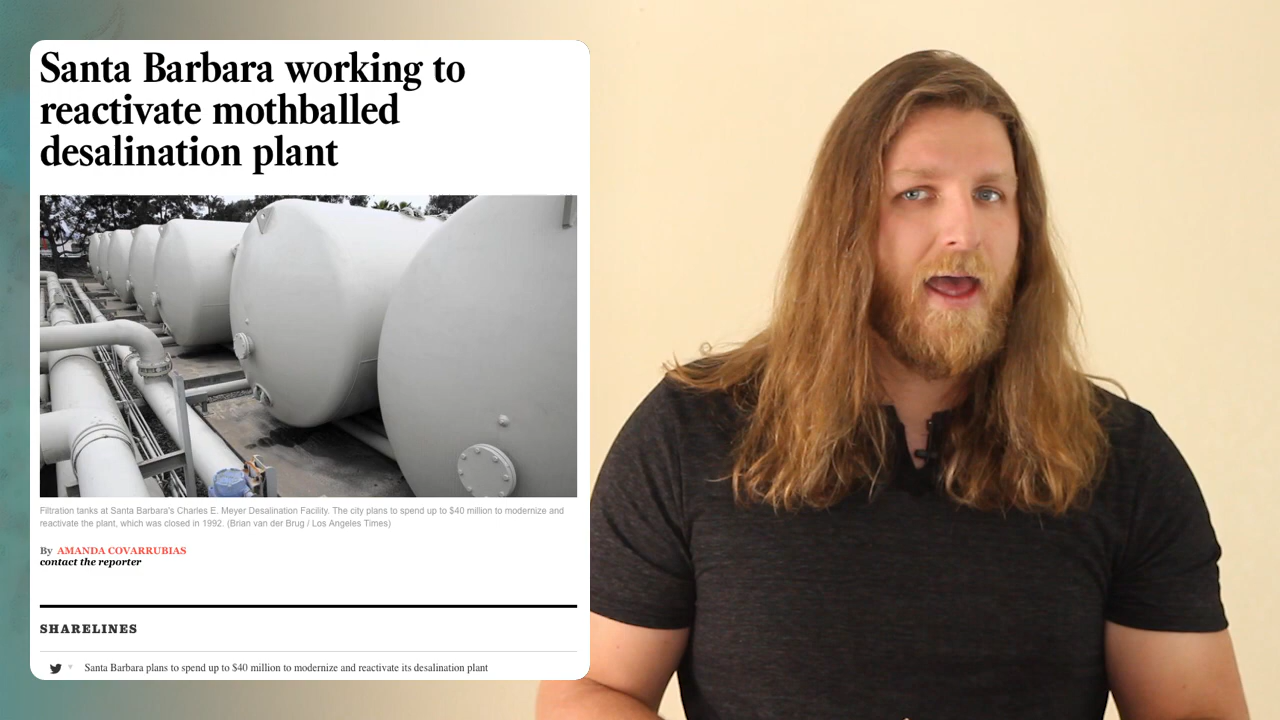 Santa Barbara working to
reactivate mothballed
desalination plant
Filtration tanks at Santa Barbara's Charles E. Meyer Desalination Facility. The city plans to spend up to $40 million to modernize and
reactivate the plant, which was closed in 1992. (Brian van der Brug / Los Angeles Times)
By AMANDA COVARRUBIAS
contact the reporter
SHARELINES
Santa Barbara plans to spend up to $40 million to modernize and reactivate its desalination plant